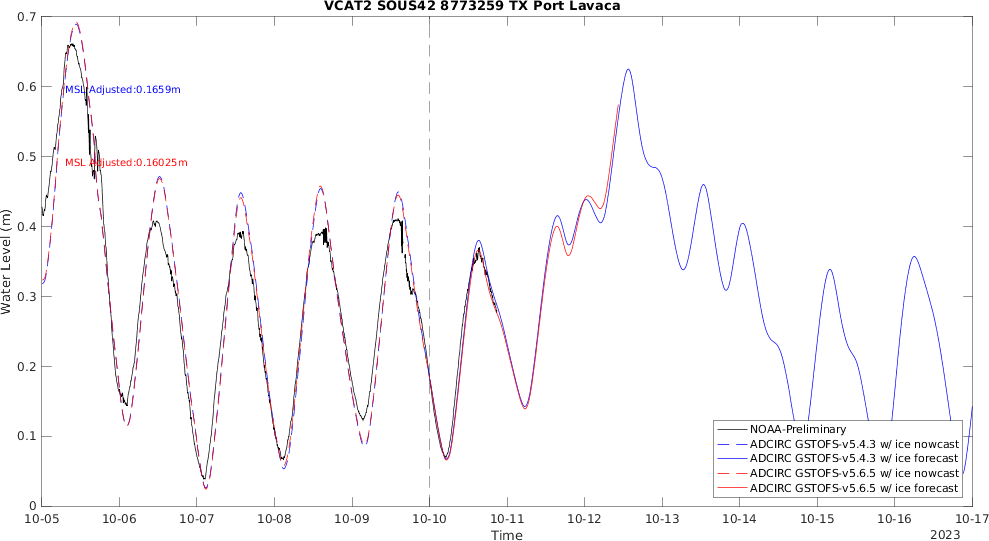 VCAT2 SOUS42 8773259 TX Port Lavaca
0.7
0.6
0.5
0.4
0.3
0.2
0.1
0
Water Level (m)
MSL Adjusted:0.1659m
MSL Adjusted:0.16025m
NOAA-Preliminary
ADCIRC GSTOFS-v5.4.3 w/ ice nowcast
ADCIRC GSTOFS-v5.4.3 w/ ice forecast
ADCIRC GSTOFS-v5.6.5 w/ ice nowcast
ADCIRC GSTOFS-v5.6.5 w/ ice forecast
10-05 10-06 10-07 10-08 10-09 10-10 10-11 10-12 10-13 10-14 10-15 10-16 10-17
Time
2023